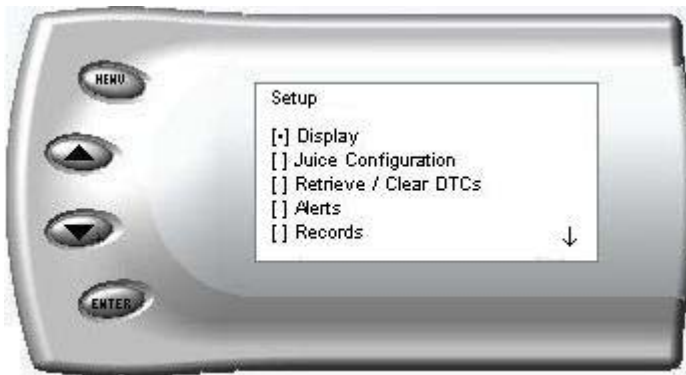 MENU
Setup
[•] Display
[ ] Juice Configuration
[ ] Retrieve / Clear DTCs
[ ] Alerts
[ ] Records
ENTER